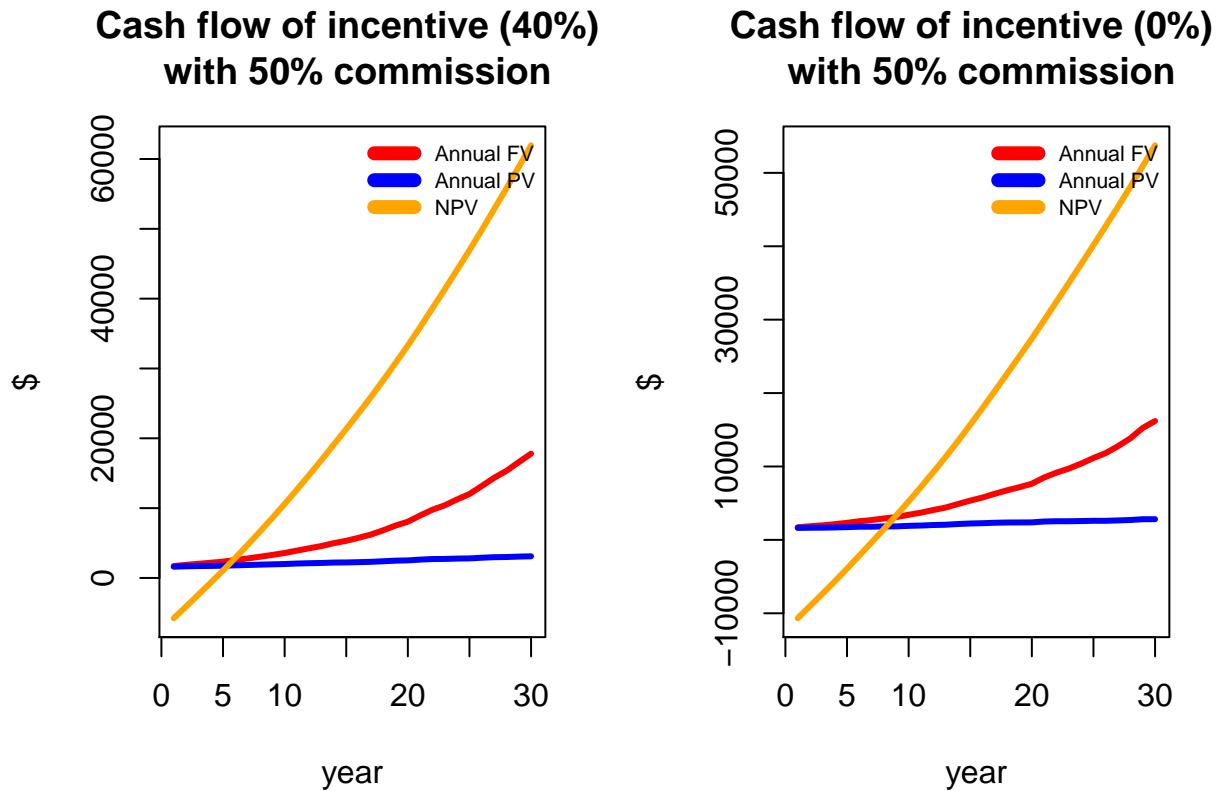 Cash flow of incentive (40%)
with 50% commission
60000
40000
20000
0
$
Annual FV
Annual PV
NPV
0 5 10 20 30
year
Cash flow of incentive (0%)
with 50% commission
50000
30000
10000
−10000
$
Annual FV
Annual PV
NPV
0 5 10 20 30
year